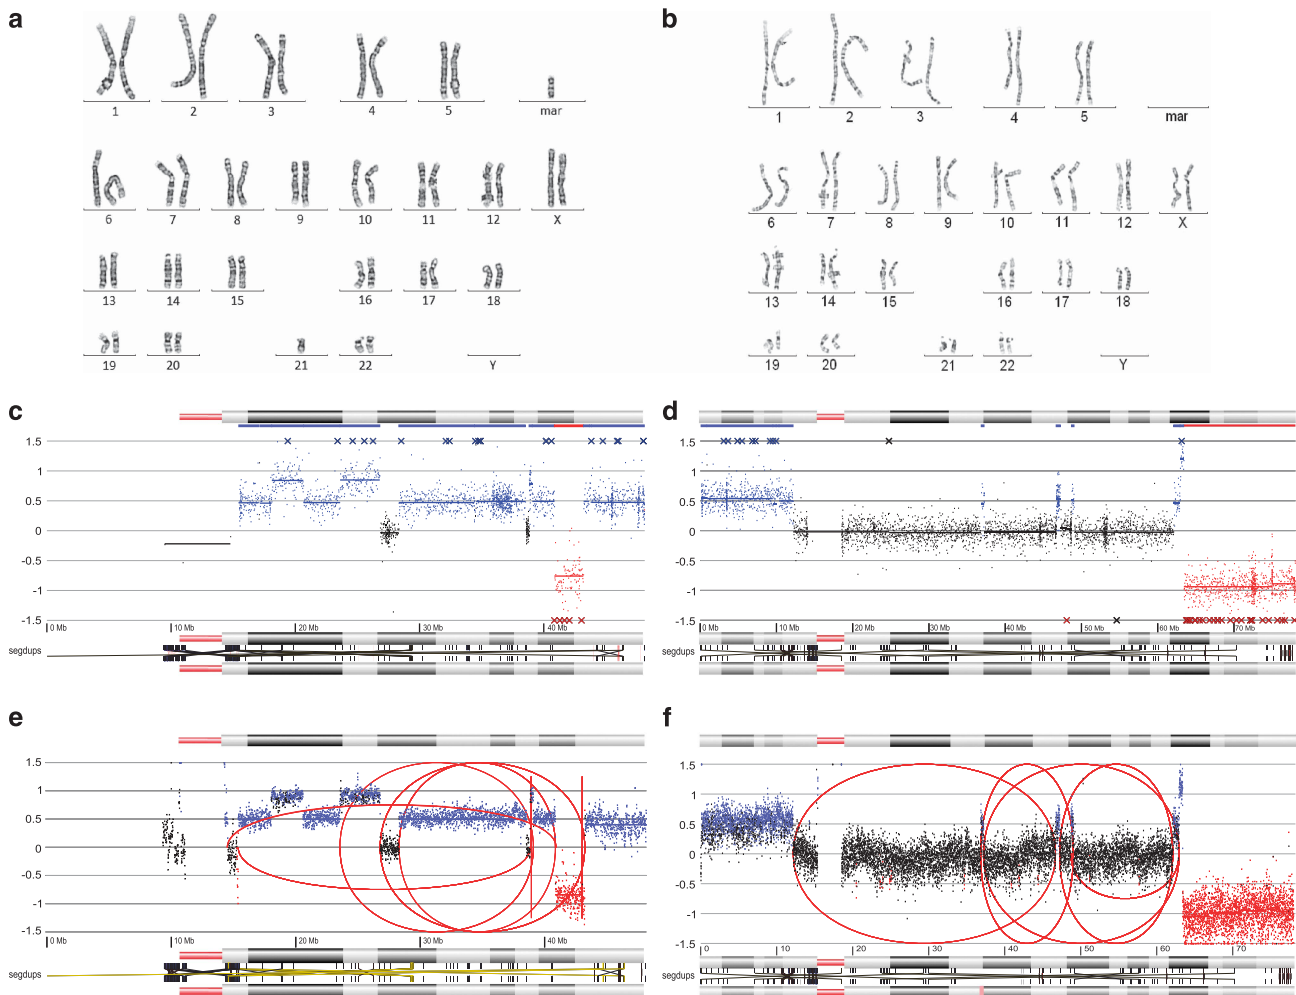 a
1 2 3 4 5 mar
6 7 8 9 10 11 12 X
13 14 15 16 17 18
19 20 21 22 Y
b
1 2 3 4 5 mar
6 7 8 9 10 11 12 X
13 14 15 16 17 18
19 20 21 22 Y
c
1.5
1
0.5
0
-0.5
-1
-1.5
0 Mb 10 Mb 20 Mb 30 Mb 40 Mb
segdups
d
1.5
1
0.5
0
-0.5
-1
-1.5
0 Mb 10 Mb 20 Mb 30 Mb 40 Mb 50 Mb 60 Mb 70 Mb
segdups
e
1.5
1
0.5
0
-0.5
-1
-1.5
0 Mb 10 Mb 20 Mb 30 Mb 40 Mb
segdups
f
1.5
1
0.5
0
-0.5
-1
-1.5
0 10 20 30 40 50 60 70
segdups